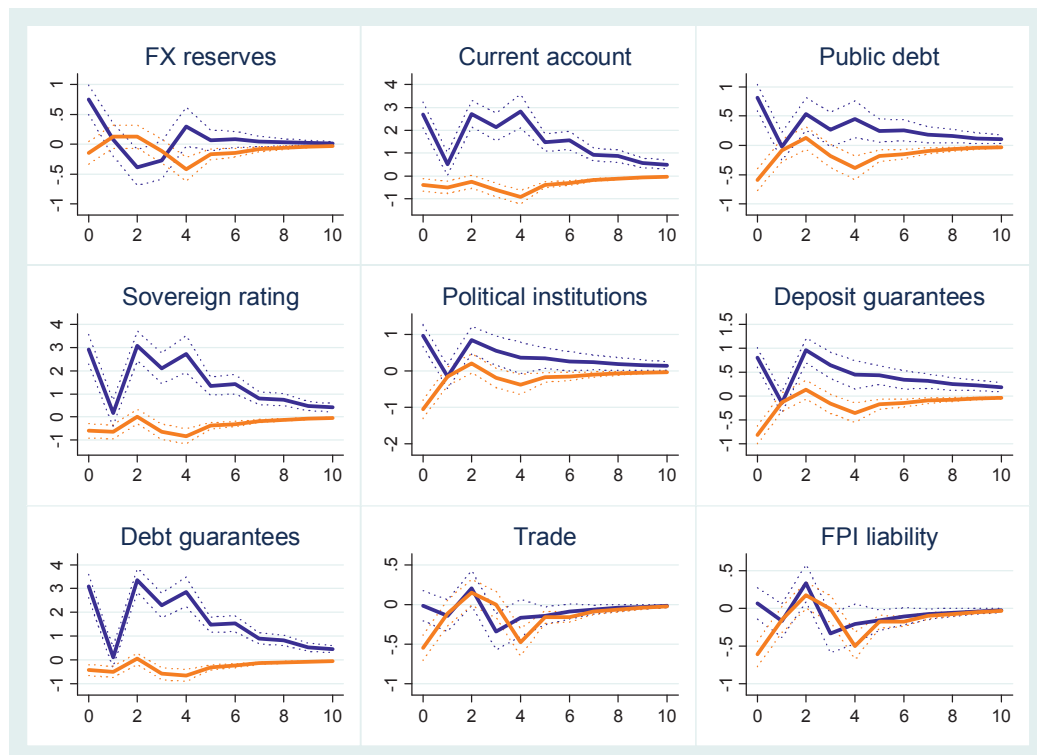 FX reserves
1
.5
0
-.5
-1
0 2 4 6 8 10
Current account
4
3
2
1
0
-1
0 2 4 6 8 10
Public debt
1
.5
0
-.5
-1
0 2 4 6 8 10
Sovereign rating
4
3
2
1
0
-1
0 2 4 6 8 10
Political institutions
1
0
-1
-2
0 2 4 6 8 10
Deposit guarantees
1.5
1
.5
0
-.5
-1
0 2 4 6 8 10
Debt guarantees
4
3
2
1
0
-1
0 2 4 6 8 10
Trade
.5
0
-.5
-1
0 2 4 6 8 10
FPI liability
.5
0
-.5
-1
0 2 4 6 8 10